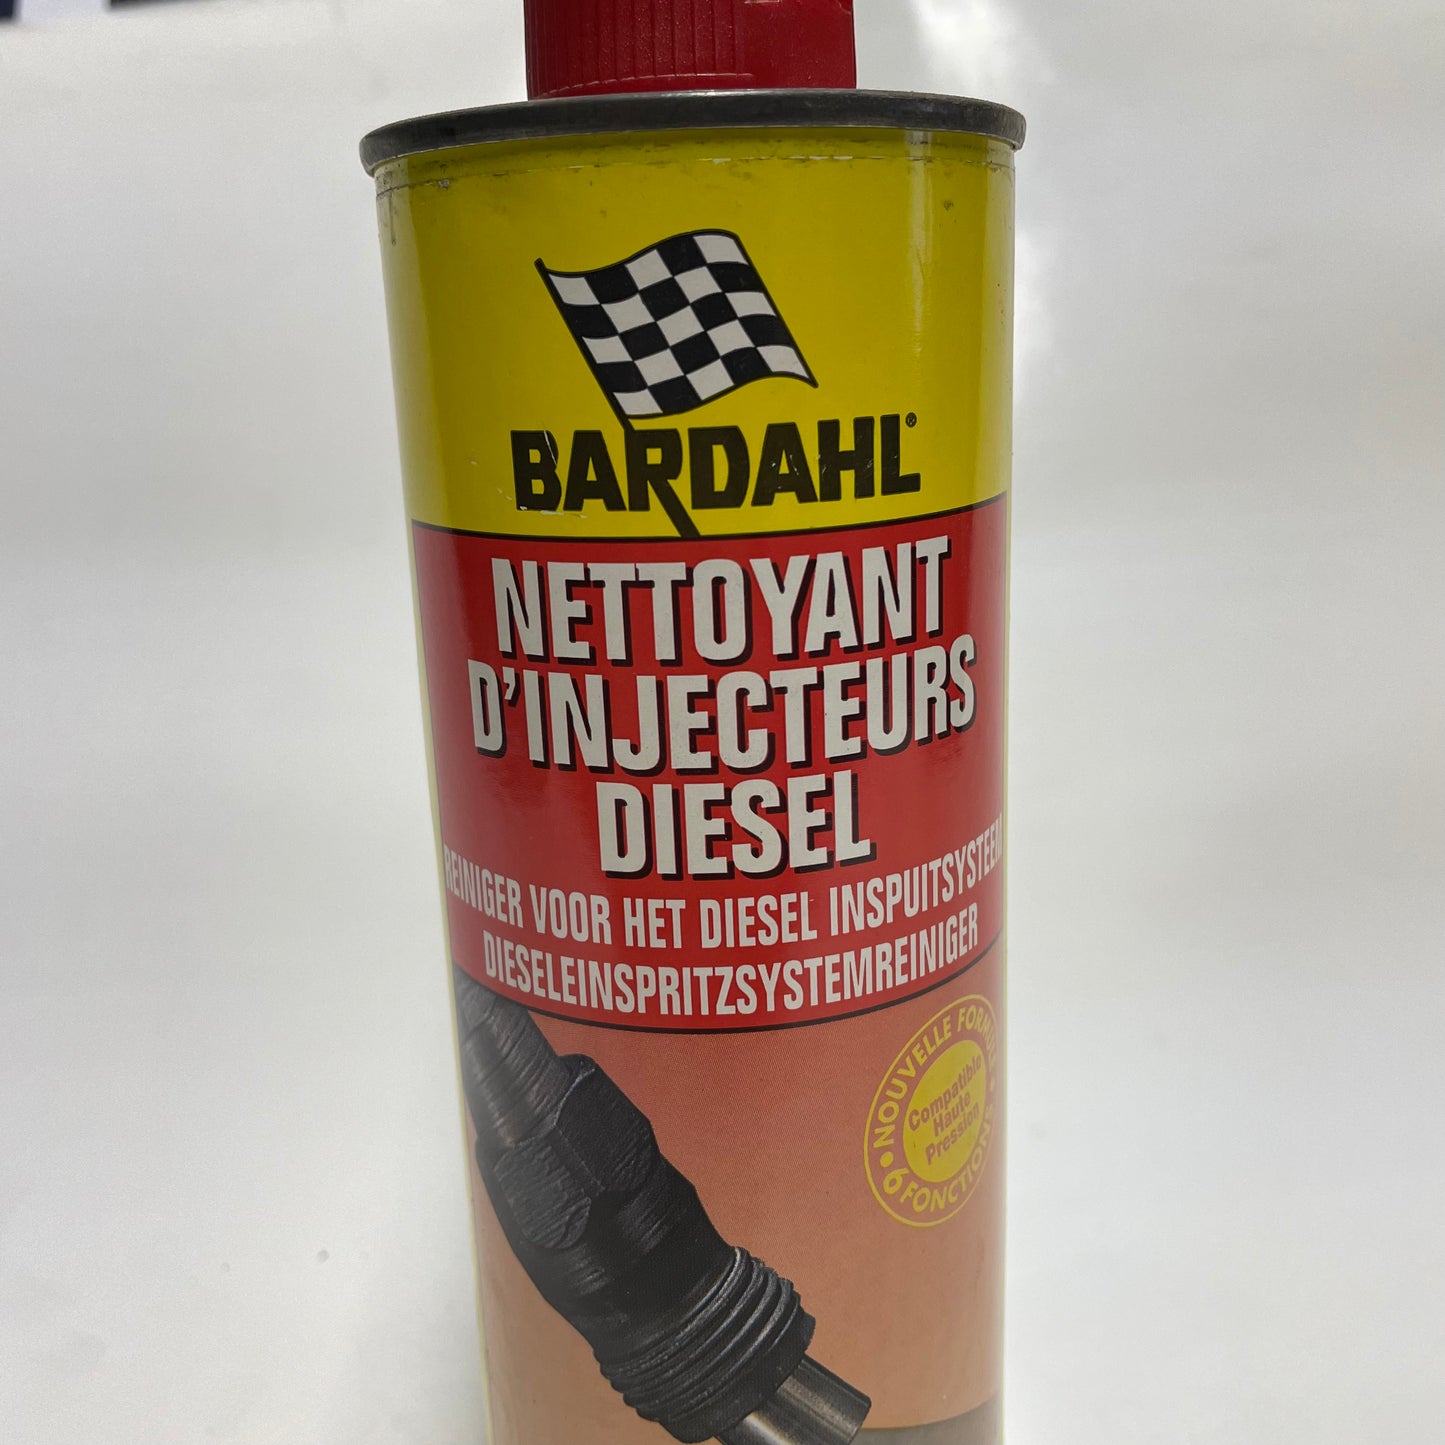 BARDAHL®
NETTOYANT
D'INJECTEURS
DIESEL
REINIGER VOOR HET DIESEL INSPUITSYSTEEM
DIESELEINSPRITZSYSTEMREINIGER
• NOUVELLE FORMULE •
Compatible
Haute
Pression
6 FONCTIONS